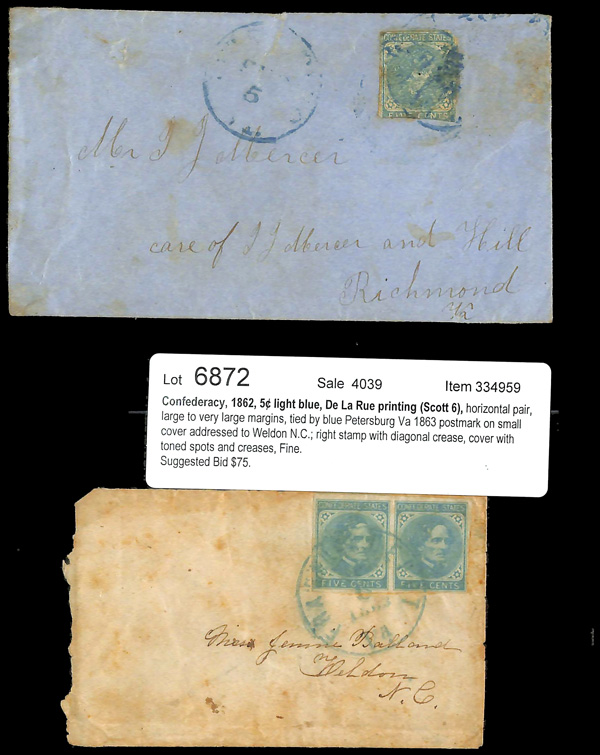 CONFEDERATE STATES
FIVE CENTS
5
Mr I J Mercer
care of I J Mercer and Hill
Richmond
Va
Lot 6872 Sale 4039 Item 334959
Confederacy, 1862, 5¢ light blue, De La Rue printing (Scott 6), horizontal pair,
large to very large margins, tied by blue Petersburg Va 1863 postmark on small
cover addressed to Weldon N.C.; right stamp with diagonal crease, cover with
toned spots and creases, Fine.
Suggested Bid $75.
CONFEDERATE STATES CONFEDERATE STATES
FIVE CENTS FIVE CENTS
Miss Jennie Ballard
Weldon
N.C.